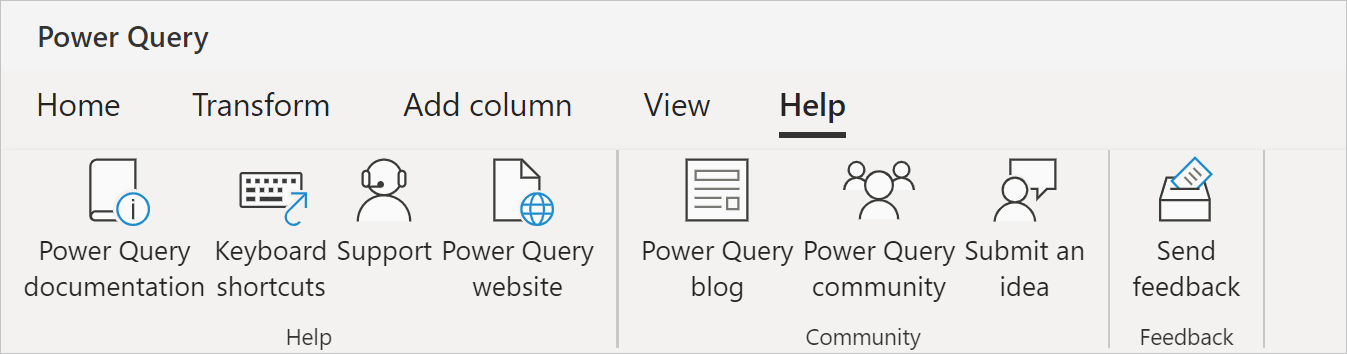 Power Query
Home Transform Add column View Help
Power Query documentation
Keyboard shortcuts
Support
Power Query website
Help
Power Query blog
Power Query community
Submit an idea
Community
Send feedback
Feedback